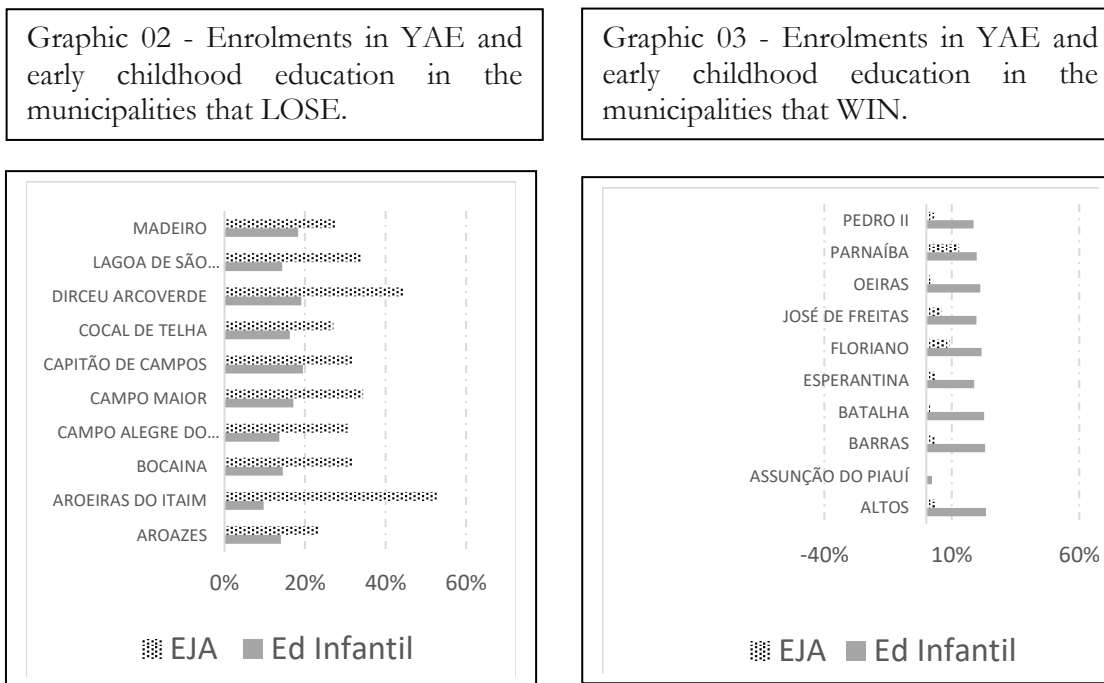 Graphic 02 - Enrolments in YAE and
early childhood education in the
municipalities that LOSE.
MADEIRO
LAGOA DE SÃO...
DIRCEU ARCOVERDE
COCAL DE TELHA
CAPITÃO DE CAMPOS
CAMPO MAIOR
CAMPO ALEGRE DO...
BOCAINA
AROEIRAS DO ITAIM
AROAZES
0% 20% 40% 60%
EJA Ed Infantil
Graphic 03 - Enrolments in YAE and
early childhood education in the
municipalities that WIN.
PEDRO II
PARNAÍBA
OEIRAS
JOSÉ DE FREITAS
FLORIANO
ESPERANTINA
BATALHA
BARRAS
ASSUNÇÃO DO PIAUÍ
ALTOS
-40% 10% 60%
EJA Ed Infantil